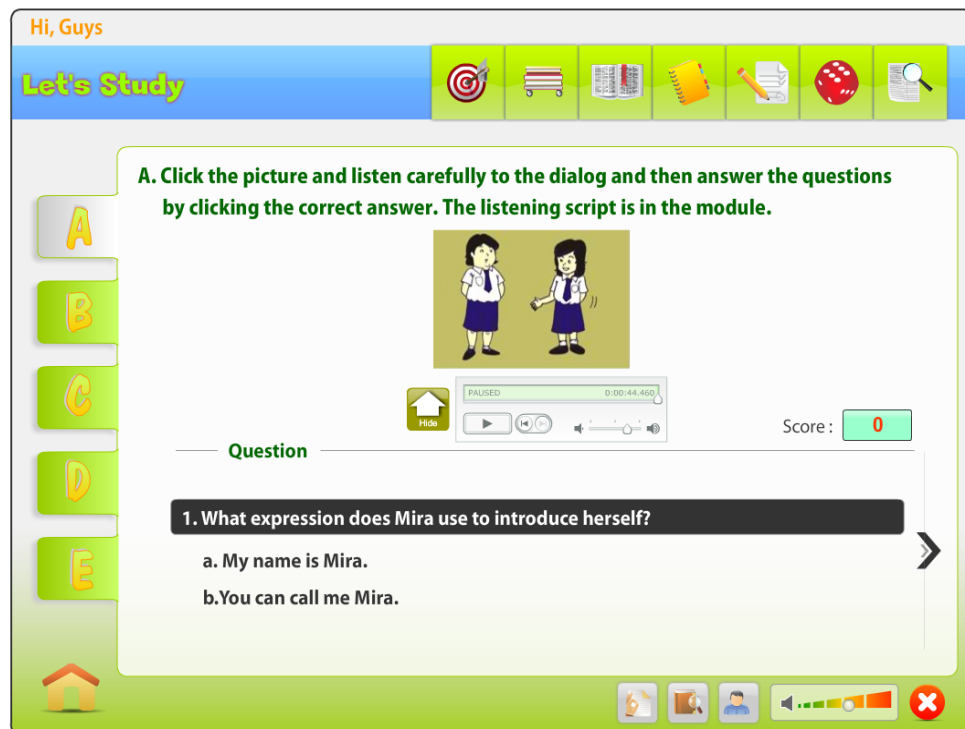 Hi, Guys
Let's Study
A. Click the picture and listen carefully to the dialog and then answer the questions
by clicking the correct answer. The listening script is in the module.
A
B
C
D
E
PAUSED 0:00:44.460
Hide
Score : 0
Question
1. What expression does Mira use to introduce herself?
a. My name is Mira.
b.You can call me Mira.